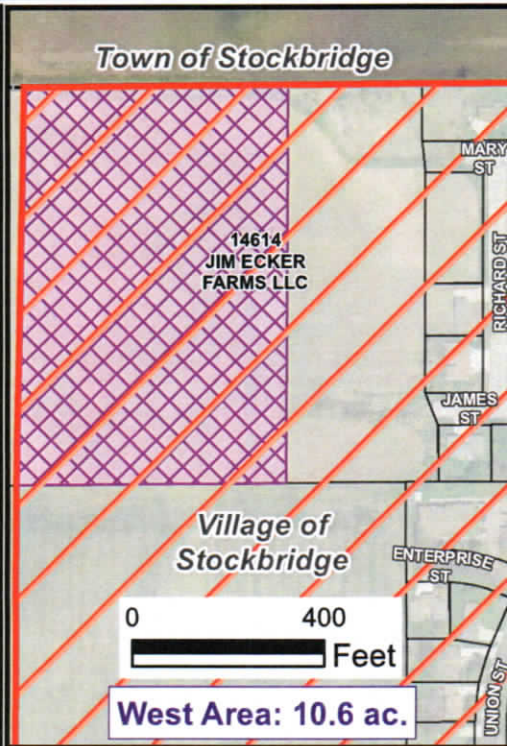 Town of Stockbridge
MARY
ST
14614
JIM ECKER
FARMS LLC
RICHARD ST
JAMES
ST
Village of
Stockbridge
ENTERPRISE
ST
0 400
Feet
UNION ST
West Area: 10.6 ac.